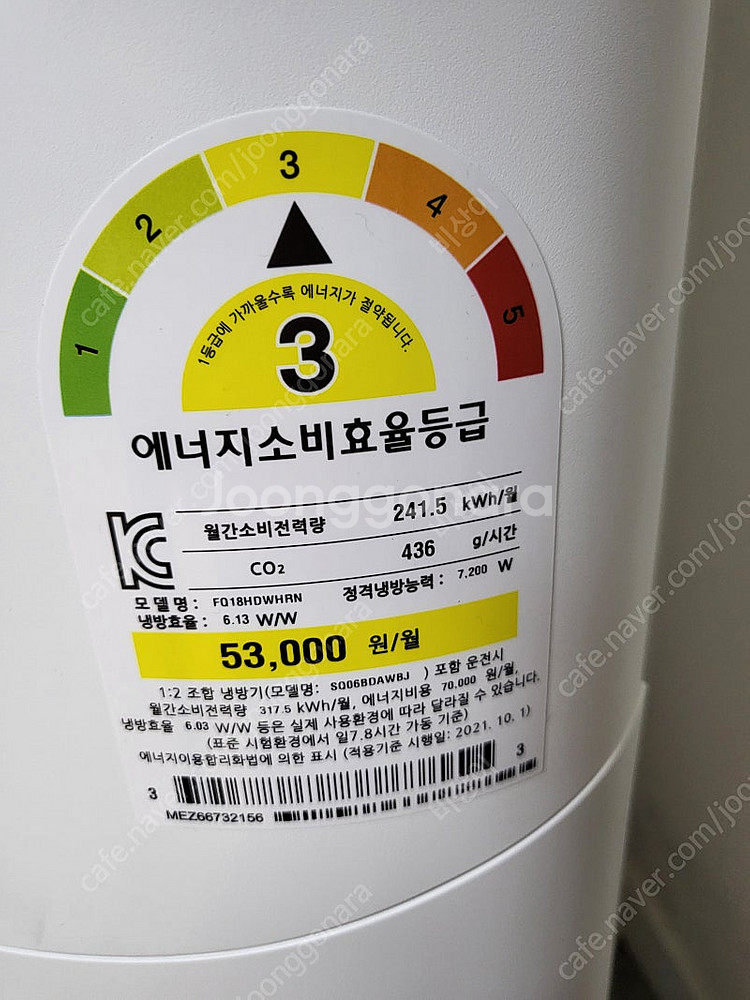 1
2
3
4
5
1등급에 가까울수록 에너지가 절약됩니다.
3
에너지소비효율등급
월간소비전력량 241.5 kWh/월
CO₂ 436 g/시간
모델명 : FQ18HDWHRN 정격냉방능력 : 7,200 W
냉방효율 : 6.13 W/W
53,000 원/월
1:2 조합 냉방기(모델명: SQ06BDAWBJ ) 포함 운전시
월간소비전력량 317.5 kWh/월, 에너지비용 70,000 원/월,
냉방효율 6.03 W/W 등은 실제 사용환경에 따라 달라질 수 있습니다.
(표준 시험환경에서 일7.8시간 가동 기준)
에너지이용합리화법에 의한 표시 (적용기준 시행일: 2021. 10. 1)
3 3
MEZ66732156
Joonggonara
cafe.naver.com/joonggonara
비상이